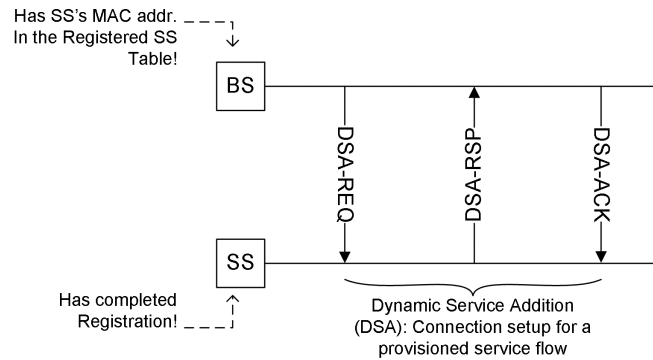 Has SS’s MAC addr.
In the Registered SS
Table!
BS
DSA-REQ
DSA-RSP
DSA-ACK
SS
Has completed
Registration!
Dynamic Service Addition
(DSA): Connection setup for a
provisioned service flow